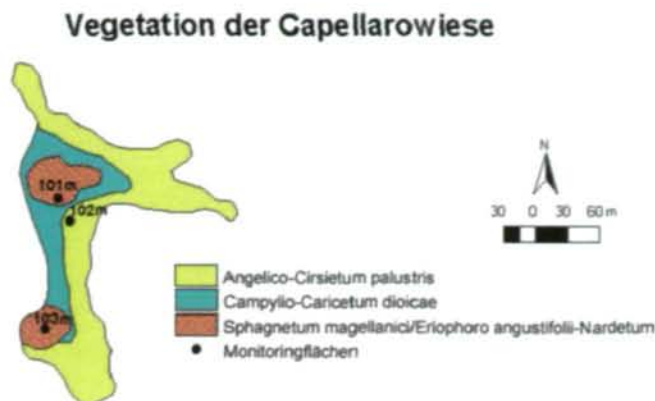 Vegetation der Capellarowiese
N
30 0 30 60 m
101m
102m
103m
Angelico-Cirsietum palustris
Campylio-Caricetum dioicae
Sphagnetum magellanici/Eriophoro angustifolii-Nardetum
Monitoringflächen